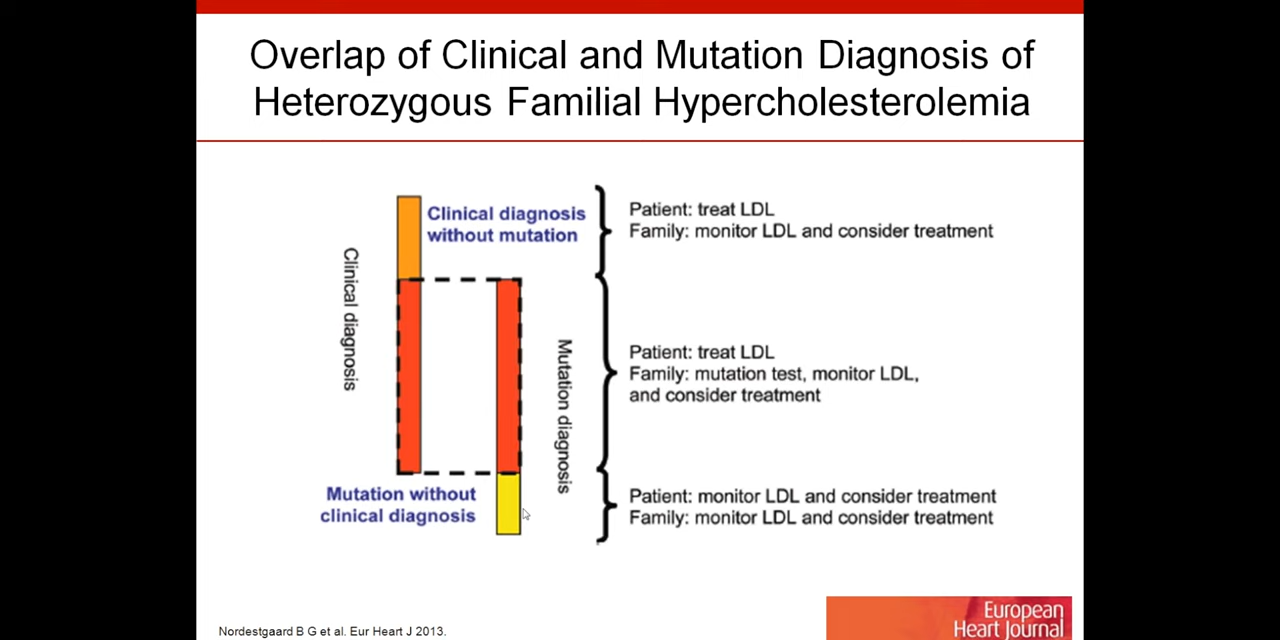 Overlap of Clinical and Mutation Diagnosis of
Heterozygous Familial Hypercholesterolemia
Clinical diagnosis
without mutation
Patient: treat LDL
Family: monitor LDL and consider treatment
Clinical diagnosis
Mutation diagnosis
Patient: treat LDL
Family: mutation test, monitor LDL,
and consider treatment
Mutation without
clinical diagnosis
Patient: monitor LDL and consider treatment
Family: monitor LDL and consider treatment
Nordestgaard B G et al. Eur Heart J 2013.
European
Heart Journal